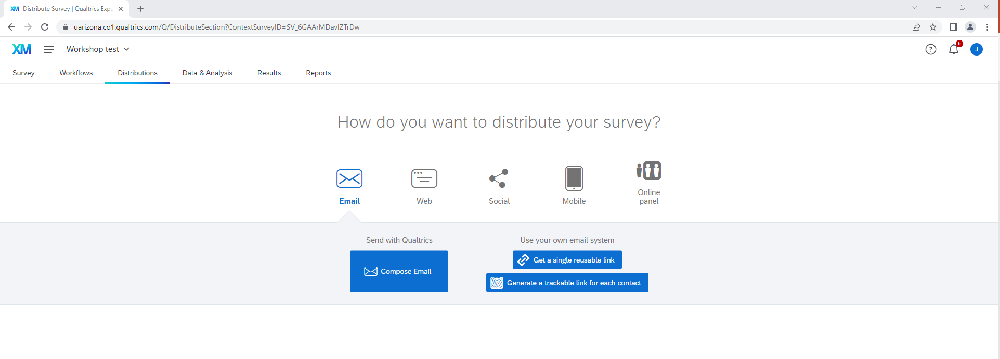 XM Distribute Survey | Qualtrics Expe
uarizona.co1.qualtrics.com/Q/DistributeSection?ContextSurveyID=SV_6GAArMDavIZTrDw
XM Workshop test ? 6 J
Survey Workflows Distributions Data & Analysis Results Reports
How do you want to distribute your survey?
Email Web Social Mobile Online panel
Send with Qualtrics
Compose Email
Use your own email system
Get a single reusable link
Generate a trackable link for each contact